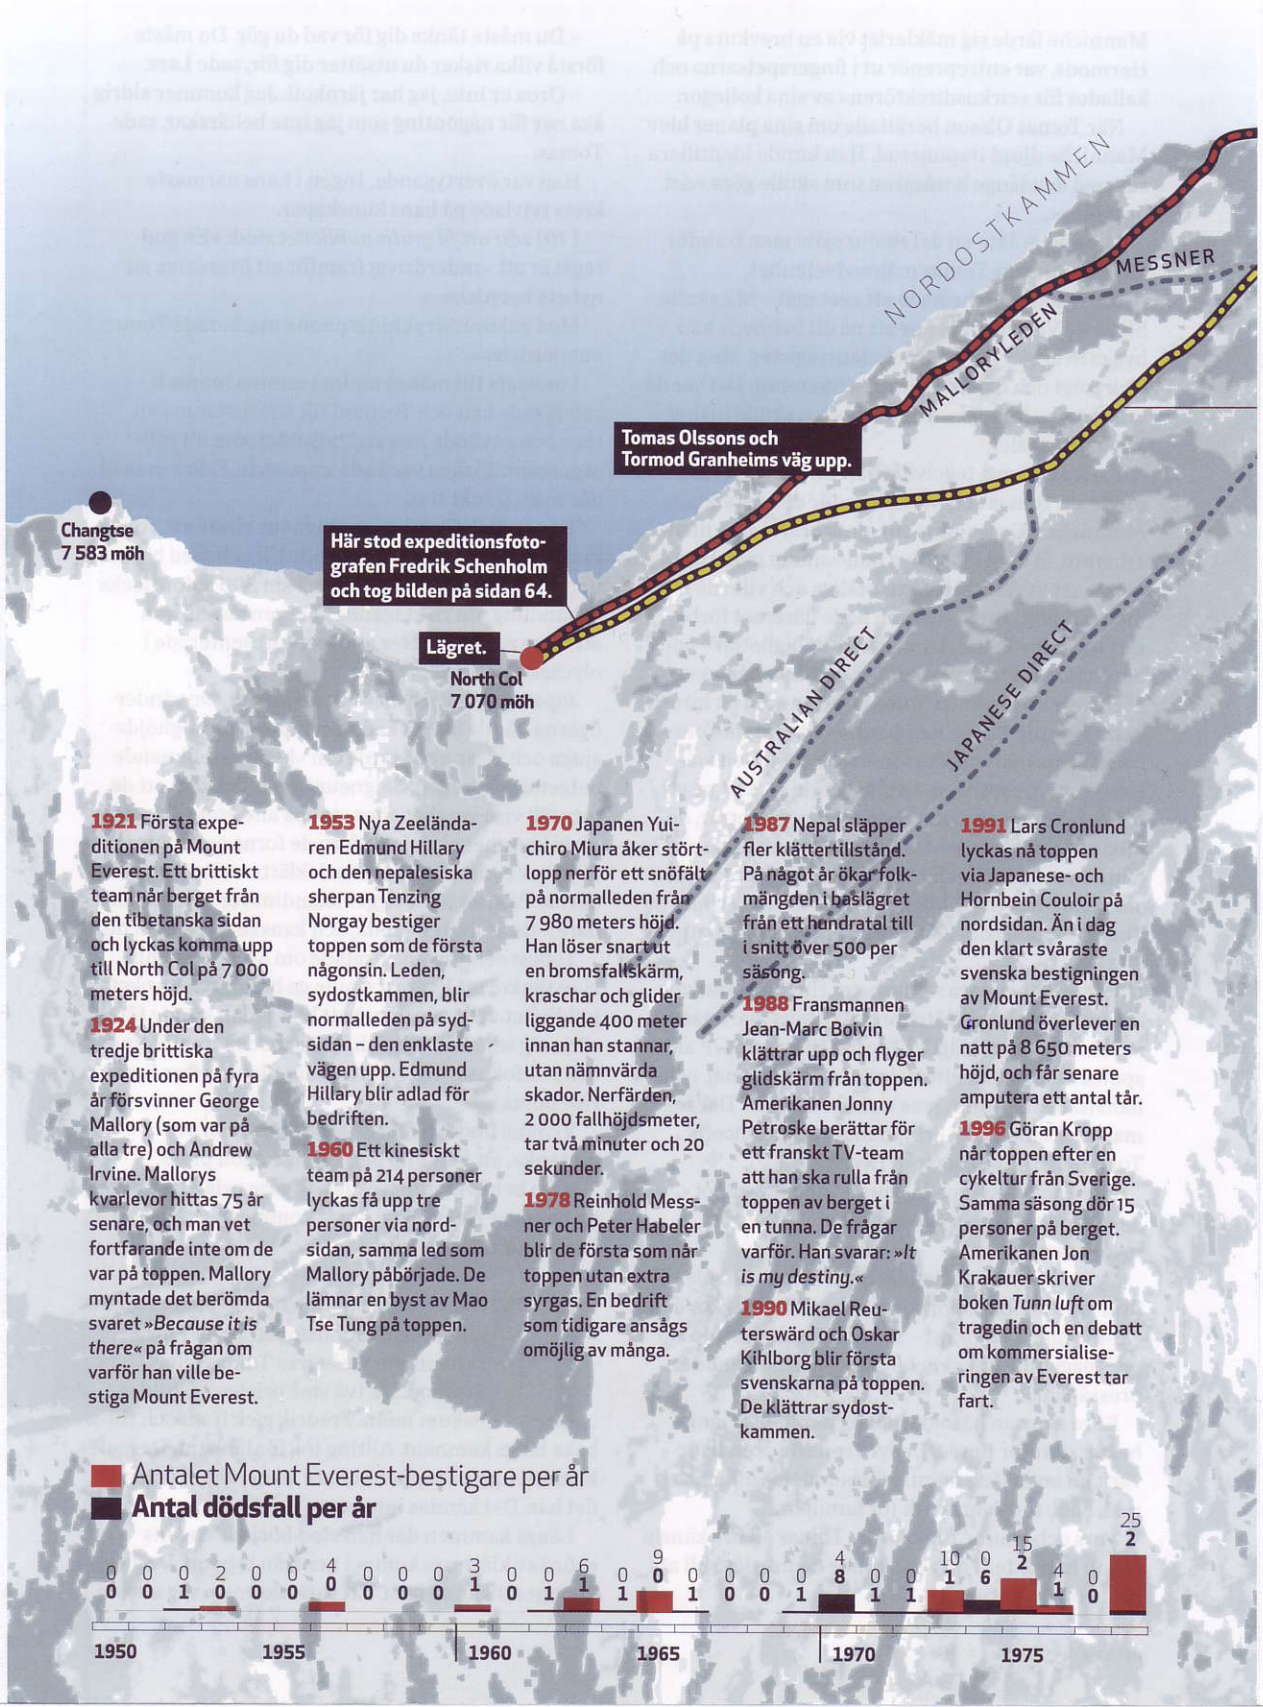 NORDOSTKAMMEN
MESSNER
MALLORYLEDEN
Tomas Olssons och
Tormod Granheims väg upp.
Changtse
7 583 möh
Här stod expeditionsfoto-
grafen Fredrik Schenholm
och tog bilden på sidan 64.
Lägret.
North Col
7 070 möh
AUSTRALIAN DIRECT
JAPANESE DIRECT
1921 Första expe-
ditionen på Mount
Everest. Ett brittiskt
team når berget från
den tibetanska sidan
och lyckas komma upp
till North Col på 7 000
meters höjd.
1924 Under den
tredje brittiska
expeditionen på fyra
år försvinner George
Mallory (som var på
alla tre) och Andrew
Irvine. Mallorys
kvarlevor hittas 75 år
senare, och man vet
fortfarande inte om de
var på toppen. Mallory
myntade det berömda
svaret »Because it is
there« på frågan om
varför han ville be-
stiga Mount Everest.
1953 Nya Zeelända-
ren Edmund Hillary
och den nepalesiska
sherpan Tenzing
Norgay bestiger
toppen som de första
någonsin. Leden,
sydostkammen, blir
normalleden på syd-
sidan – den enklaste
vägen upp. Edmund
Hillary blir adlad för
bedriften.
1960 Ett kinesiskt
team på 214 personer
lyckas få upp tre
personer via nord-
sidan, samma led som
Mallory påbörjade. De
lämnar en byst av Mao
Tse Tung på toppen.
1970 Japanen Yui-
chiro Miura åker stört-
lopp nerför ett snöfält
på normalleden från
7 980 meters höjd.
Han löser snart ut
en bromsfallskärm,
kraschar och glider
liggande 400 meter
innan han stannar,
utan nämnvärda
skador. Nerfärden,
2 000 fallhöjdsmeter,
tar två minuter och 20
sekunder.
1978 Reinhold Mess-
ner och Peter Habeler
blir de första som når
toppen utan extra
syrgas. En bedrift
som tidigare ansågs
omöjlig av många.
1987 Nepal släpper
fler klättertillstånd.
På något år ökar folk-
mängden i baslägret
från ett hundratal till
i snitt över 500 per
säsong.
1988 Fransmannen
Jean-Marc Boivin
klättrar upp och flyger
glidskärm från toppen.
Amerikanen Jonny
Petroske berättar för
ett franskt TV-team
att han ska rulla från
toppen av berget i
en tunna. De frågar
varför. Han svarar: »It
is my destiny.«
1990 Mikael Reu-
terswärd och Oskar
Kihlborg blir första
svenskarna på toppen.
De klättrar sydost-
kammen.
1991 Lars Cronlund
lyckas nå toppen
via Japanese- och
Hornbein Couloir på
nordsidan. Än i dag
den klart svåraste
svenska bestigningen
av Mount Everest.
Cronlund överlever en
natt på 8 650 meters
höjd, och får senare
amputera ett antal tår.
1996 Göran Kropp
når toppen efter en
cykeltur från Sverige.
Samma säsong dör 15
personer på berget.
Amerikanen Jon
Krakauer skriver
boken Tunn luft om
tragedin och en debatt
om kommersialise-
ringen av Everest tar
fart.
Antalet Mount Everest-bestigare per år
Antal dödsfall per år
0 0 0 2 0 0 4 0 0 0 3 0 0 6 0 9 0 0 0 0 4 0 0 10 0 15 4 0 25
0 0 1 0 0 0 0 0 0 0 1 0 1 1 1 0 1 0 0 1 8 1 1 1 6 2 1 0 2
1950 1955 1960 1965 1970 1975